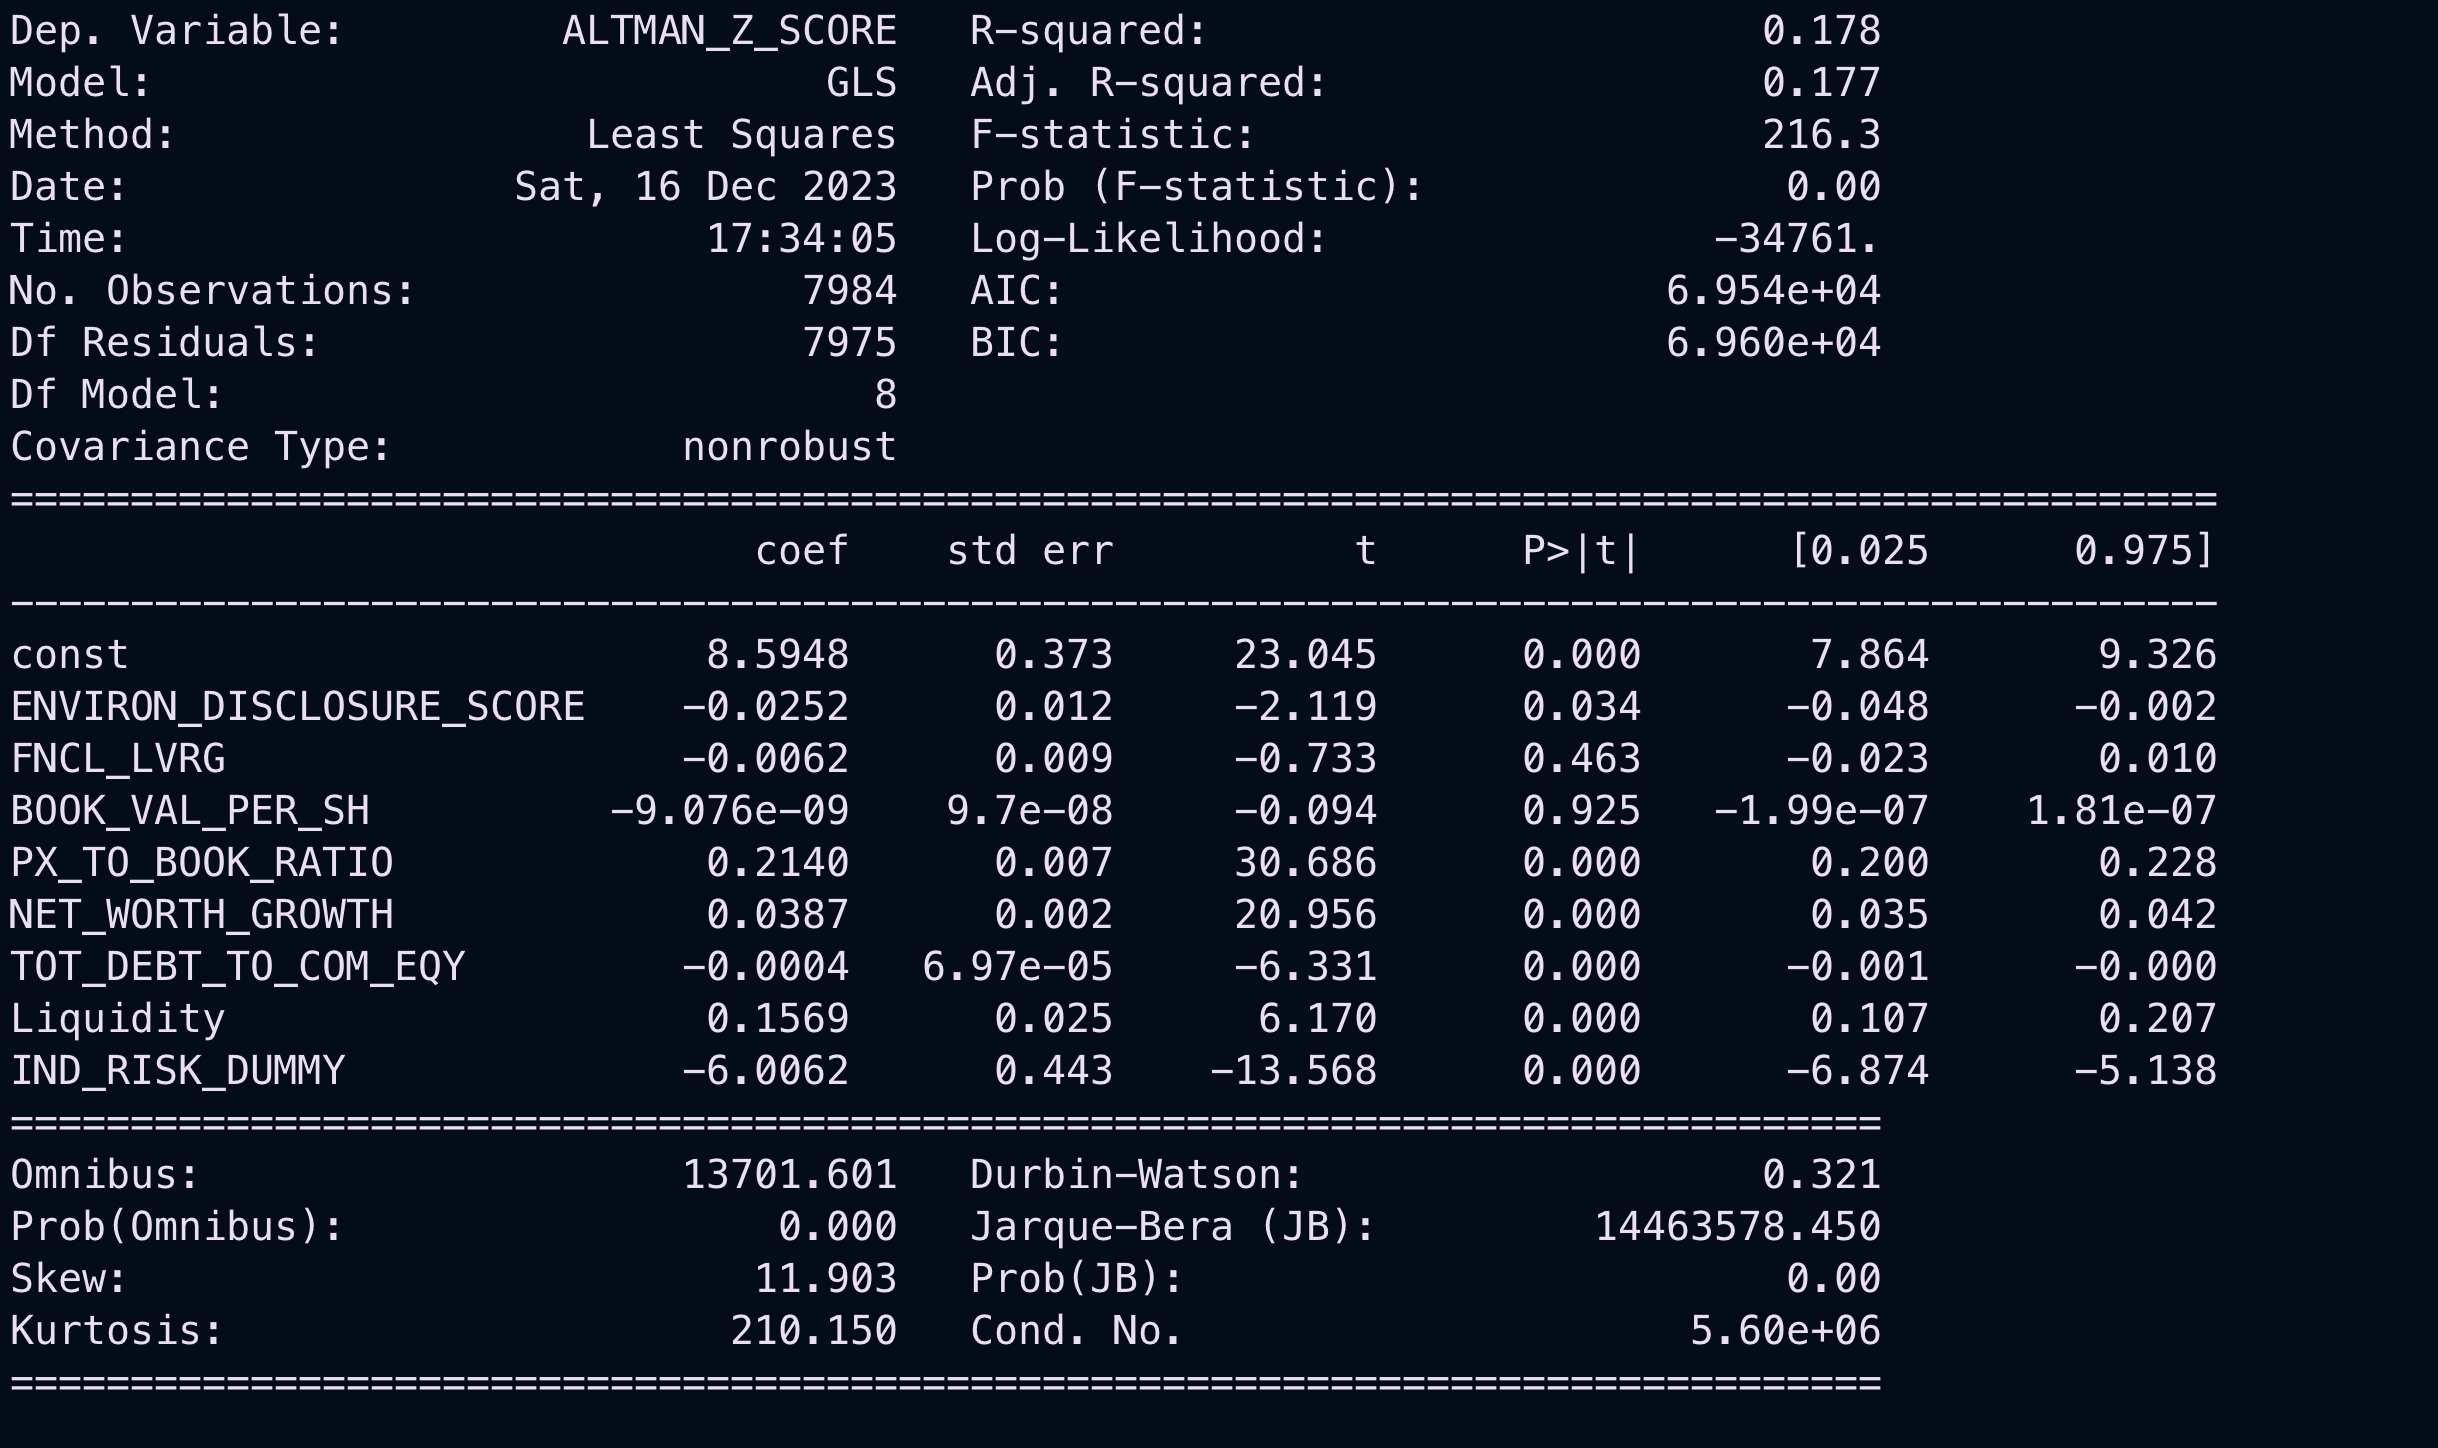 Dep. Variable:         ALTMAN_Z_SCORE   R-squared:                       0.178
Model:                            GLS   Adj. R-squared:                  0.177
Method:                 Least Squares   F-statistic:                     216.3
Date:                Sat, 16 Dec 2023   Prob (F-statistic):               0.00
Time:                        17:34:05   Log-Likelihood:                -34761.
No. Observations:                7984   AIC:                         6.954e+04
Df Residuals:                    7975   BIC:                         6.960e+04
Df Model:                           8
Covariance Type:            nonrobust
============================================================================================
                               coef    std err          t      P>|t|      [0.025      0.975]
--------------------------------------------------------------------------------------------
const                        8.5948      0.373     23.045      0.000       7.864       9.326
ENVIRON_DISCLOSURE_SCORE    -0.0252      0.012     -2.119      0.034      -0.048      -0.002
FNCL_LVRG                   -0.0062      0.009     -0.733      0.463      -0.023       0.010
BOOK_VAL_PER_SH          -9.076e-09    9.7e-08     -0.094      0.925   -1.99e-07    1.81e-07
PX_TO_BOOK_RATIO             0.2140      0.007     30.686      0.000       0.200       0.228
NET_WORTH_GROWTH             0.0387      0.002     20.956      0.000       0.035       0.042
TOT_DEBT_TO_COM_EQY         -0.0004   6.97e-05     -6.331      0.000      -0.001      -0.000
Liquidity                    0.1569      0.025      6.170      0.000       0.107       0.207
IND_RISK_DUMMY              -6.0062      0.443    -13.568      0.000      -6.874      -5.138
==============================================================================
Omnibus:                    13701.601   Durbin-Watson:                   0.321
Prob(Omnibus):                  0.000   Jarque-Bera (JB):         14463578.450
Skew:                          11.903   Prob(JB):                         0.00
Kurtosis:                     210.150   Cond. No.                     5.60e+06
==============================================================================